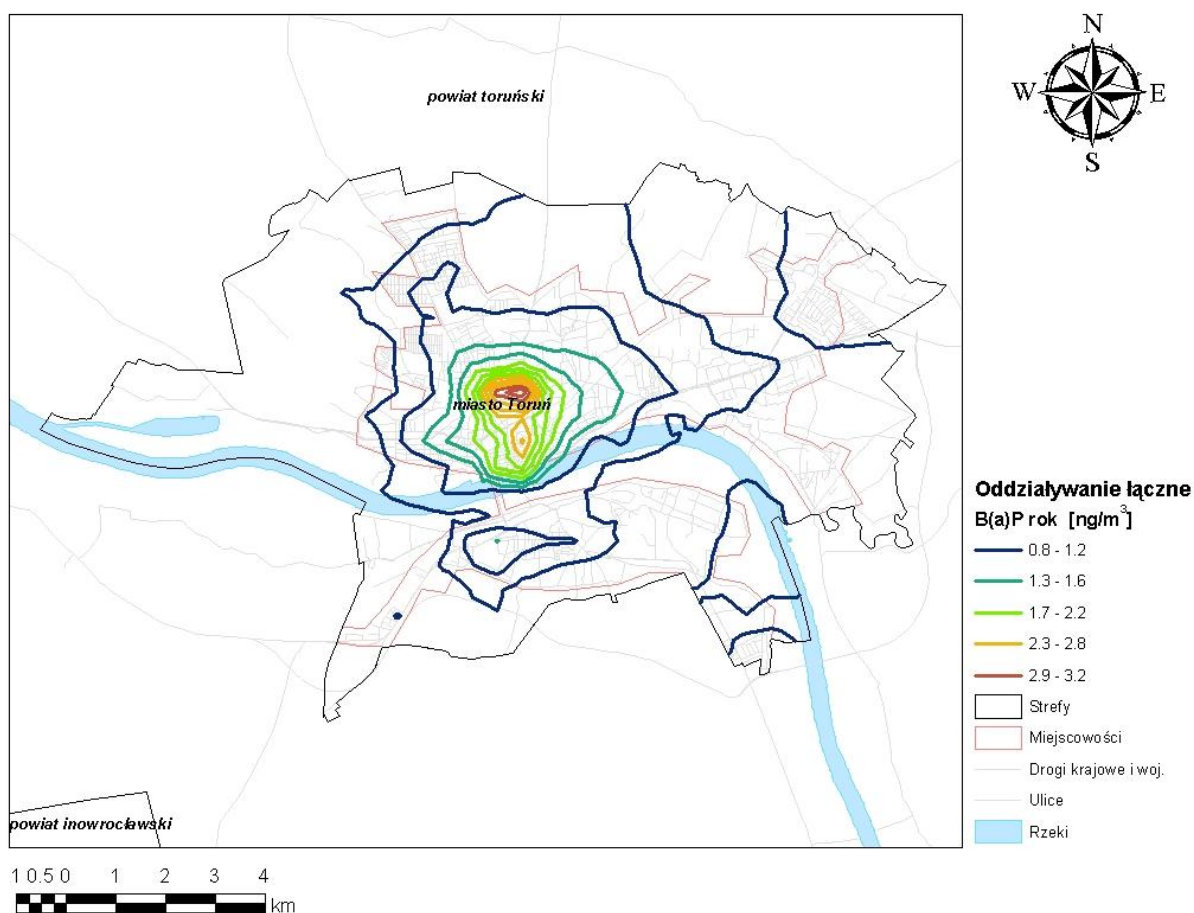 N
W E
S
powiat toruński
miasto Toruń
powiat inowrocławski
Oddziaływanie łączne
B(a)P rok [ng/m³]
0.8 - 1.2
1.3 - 1.6
1.7 - 2.2
2.3 - 2.8
2.9 - 3.2
Strefy
Miejscowości
Drogi krajowe i woj.
Ulice
Rzeki
1 0.5 0 1 2 3 4
km